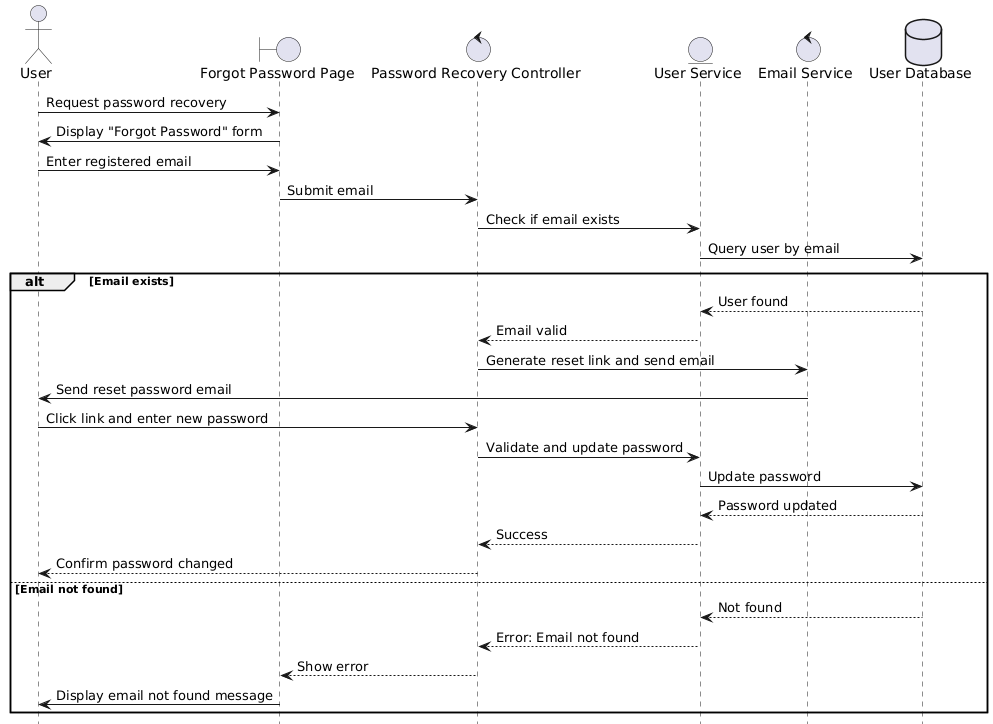 User
Forgot Password Page
Password Recovery Controller
User Service
Email Service
User Database
Request password recovery
Display "Forgot Password" form
Enter registered email
Submit email
Check if email exists
Query user by email
alt
[Email exists]
User found
Email valid
Generate reset link and send email
Send reset password email
Click link and enter new password
Validate and update password
Update password
Password updated
Success
Confirm password changed
[Email not found]
Not found
Error: Email not found
Show error
Display email not found message